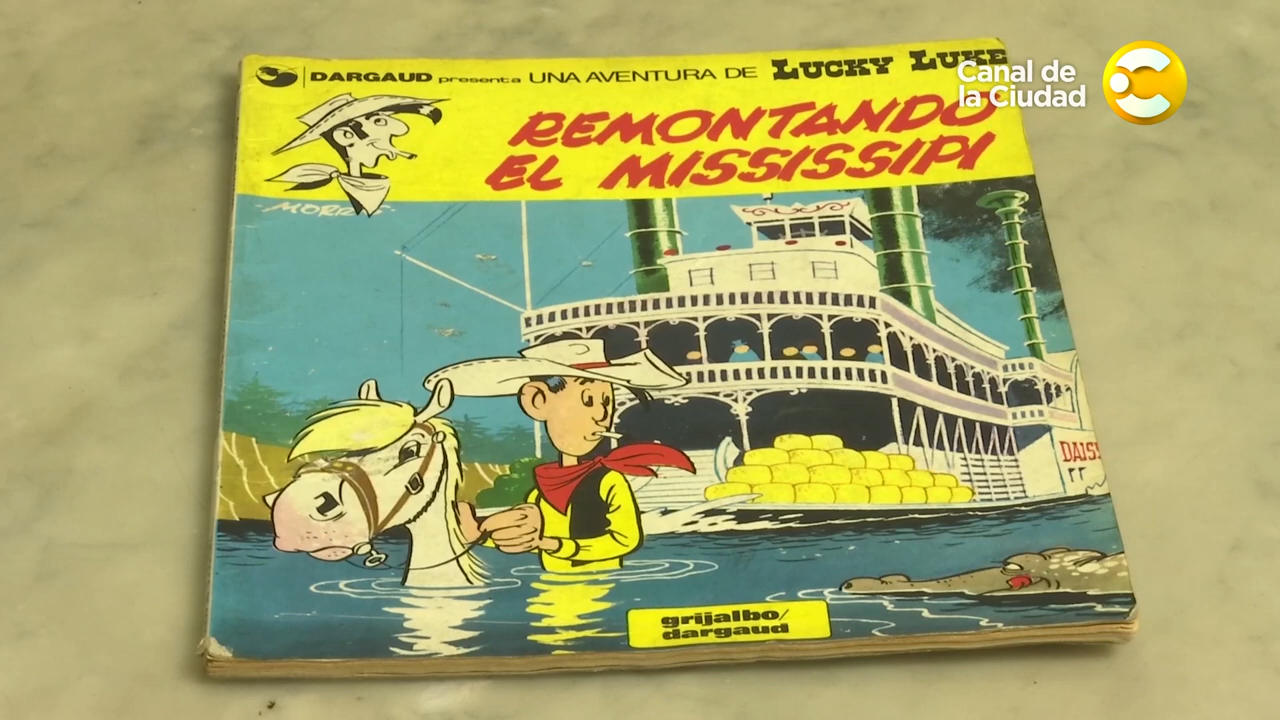 DARGAUD presenta UNA AVENTURA DE LUCKY LUKE
Canal de
la Ciudad
REMONTANDO
EL MISSISSIPI
MORRIS
DAISY
grijalbo/
dargaud